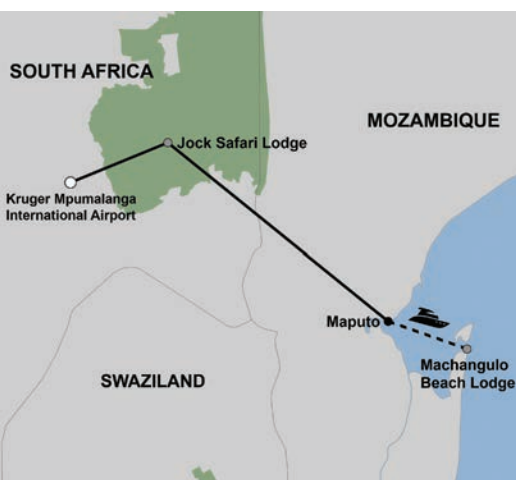 SOUTH AFRICA
MOZAMBIQUE
Jock Safari Lodge
Kruger Mpumalanga
International Airport
Maputo
Machangulo
Beach Lodge
SWAZILAND